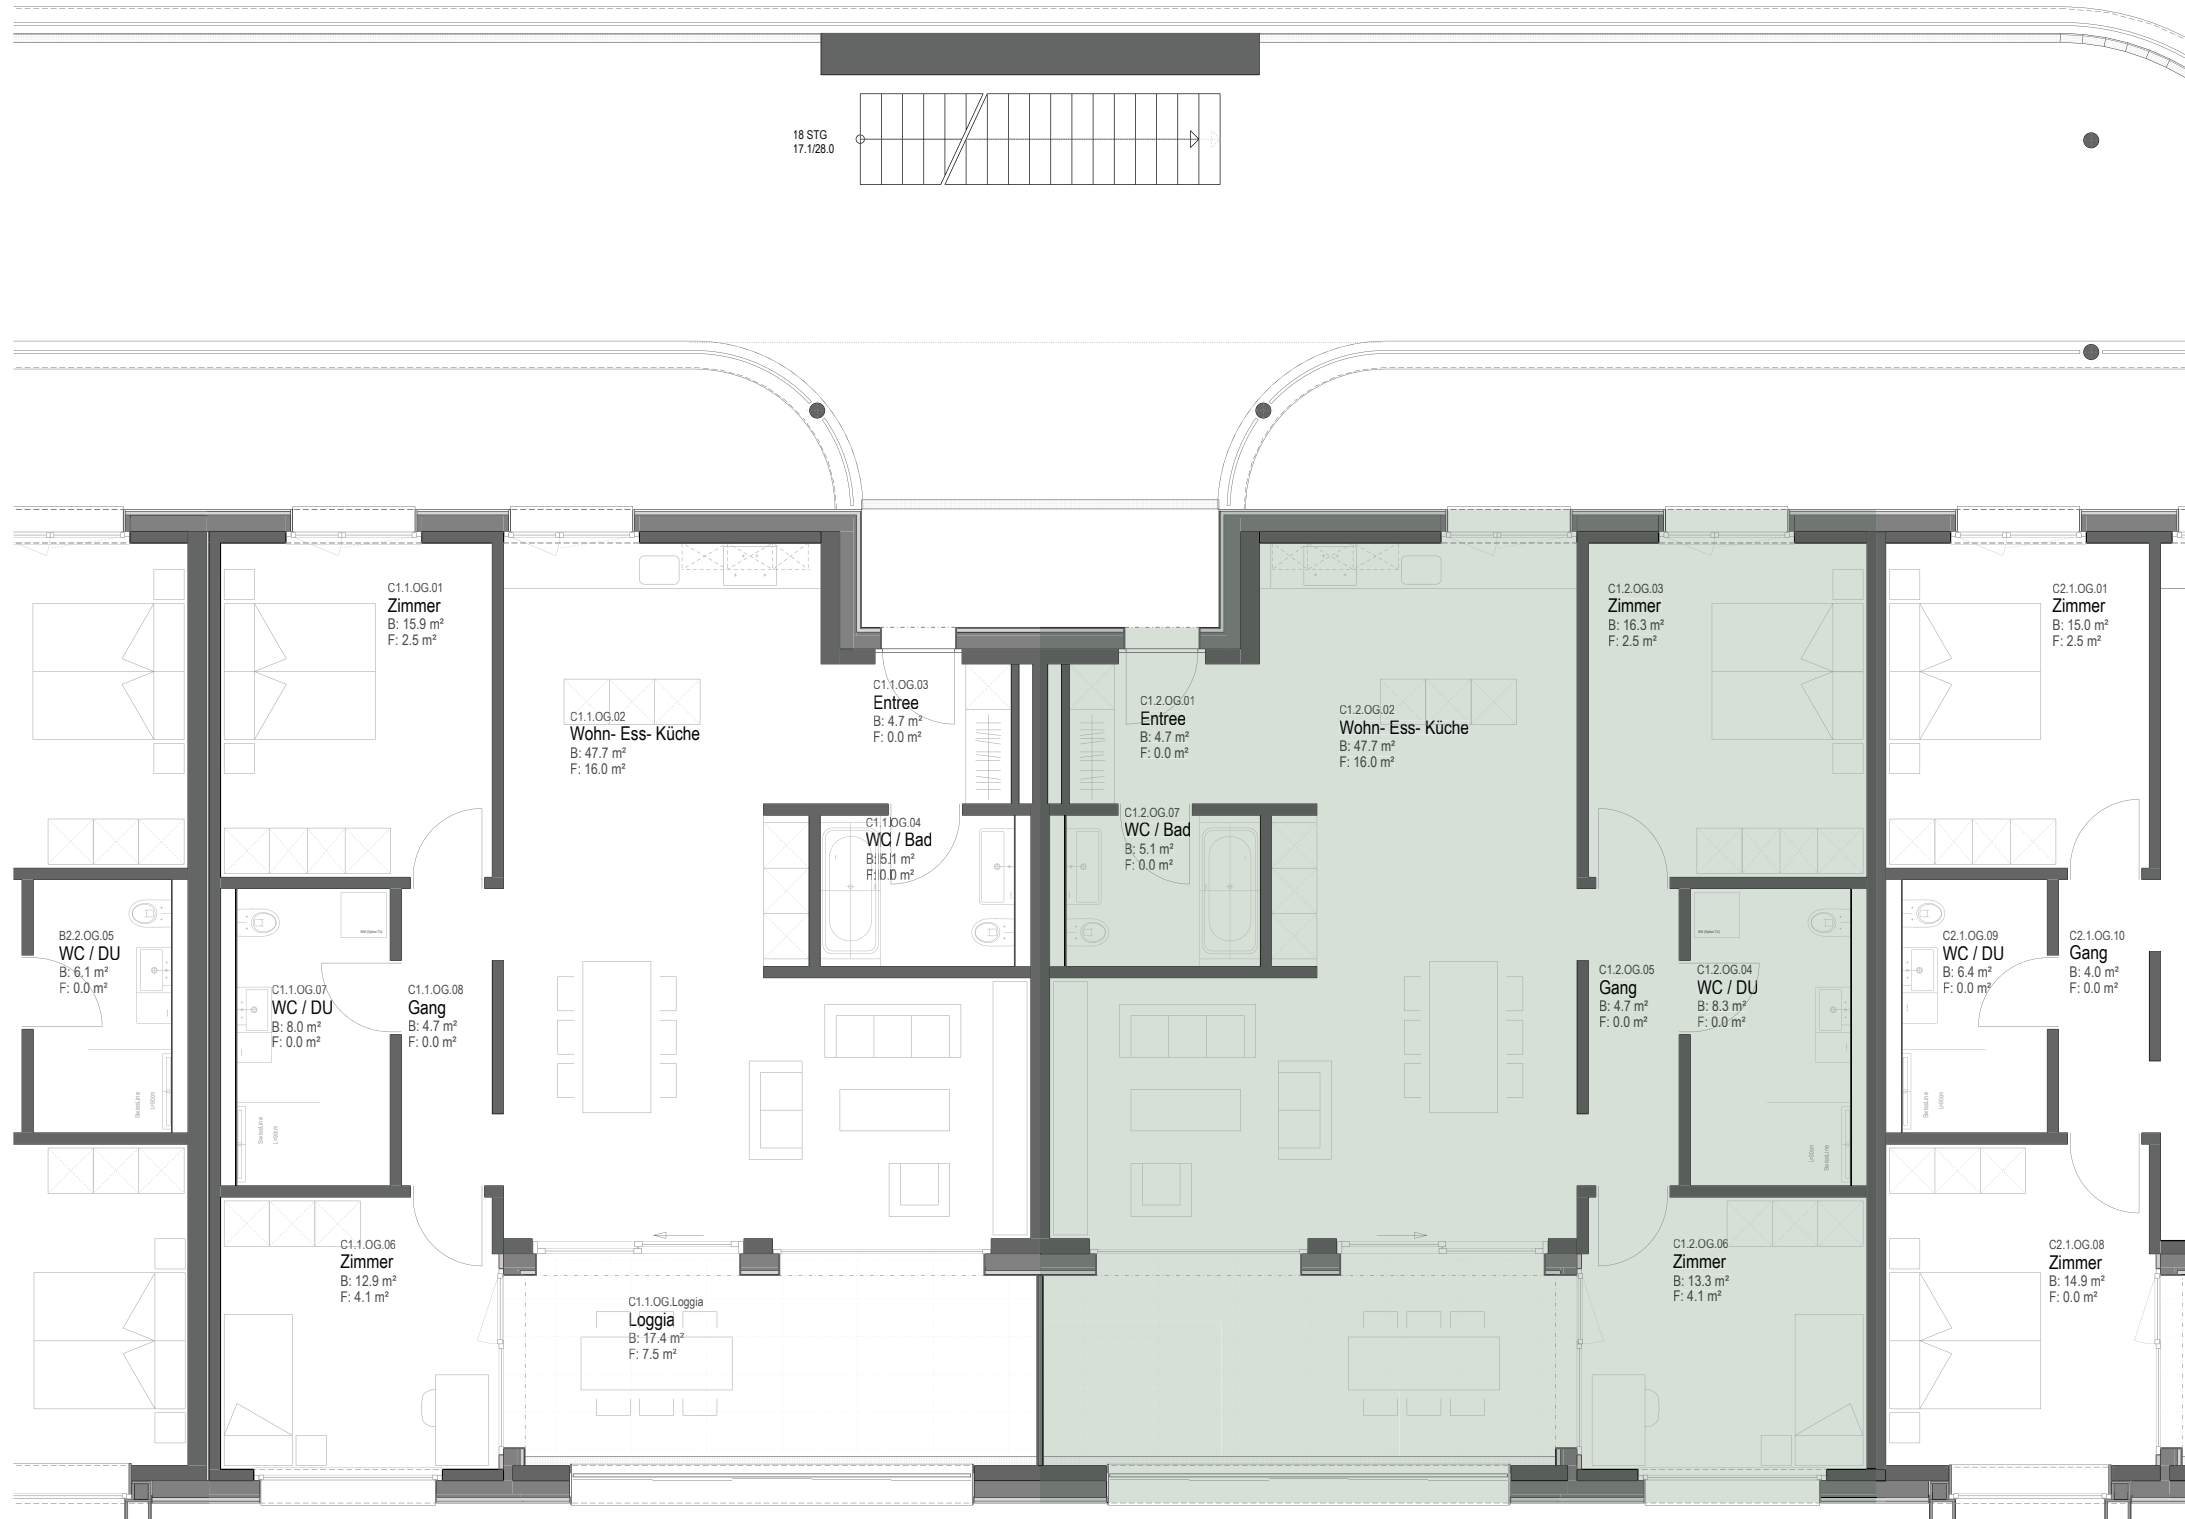 18 STG
17.1/28.0
C1.1.OG.01
Zimmer
B: 15.9 m²
F: 2.5 m²
C1.2.OG.03
Zimmer
B: 16.3 m²
F: 2.5 m²
C2.1.OG.01
Zimmer
B: 15.0 m²
F: 2.5 m²
C1.1.OG.02
Wohn- Ess- Küche
B: 47.7 m²
F: 16.0 m²
C1.1.OG.03
Entree
B: 4.7 m²
F: 0.0 m²
C1.2.OG.01
Entree
B: 4.7 m²
F: 0.0 m²
C1.2.OG.02
Wohn- Ess- Küche
B: 47.7 m²
F: 16.0 m²
C1.1.OG.04
WC / Bad
B: 5.1 m²
F: 0.0 m²
C1.2.OG.07
WC / Bad
B: 5.1 m²
F: 0.0 m²
B2.2.OG.05
WC / DU
B: 6.1 m²
F: 0.0 m²
C1.1.OG.07
WC / DU
B: 8.0 m²
F: 0.0 m²
C1.1.OG.08
Gang
B: 4.7 m²
F: 0.0 m²
C1.2.OG.05
Gang
B: 4.7 m²
F: 0.0 m²
C1.2.OG.04
WC / DU
B: 8.3 m²
F: 0.0 m²
C2.1.OG.09
WC / DU
B: 6.4 m²
F: 0.0 m²
C2.1.OG.10
Gang
B: 4.0 m²
F: 0.0 m²
SwissLine
L=90cm
SwissLine
L=90cm
L=90cm
SwissLine
SwissLine
L=90cm
C1.1.OG.06
Zimmer
B: 12.9 m²
F: 4.1 m²
C1.1.OG.Loggia
Loggia
B: 17.4 m²
F: 7.5 m²
C1.2.OG.06
Zimmer
B: 13.3 m²
F: 4.1 m²
C2.1.OG.08
Zimmer
B: 14.9 m²
F: 0.0 m²